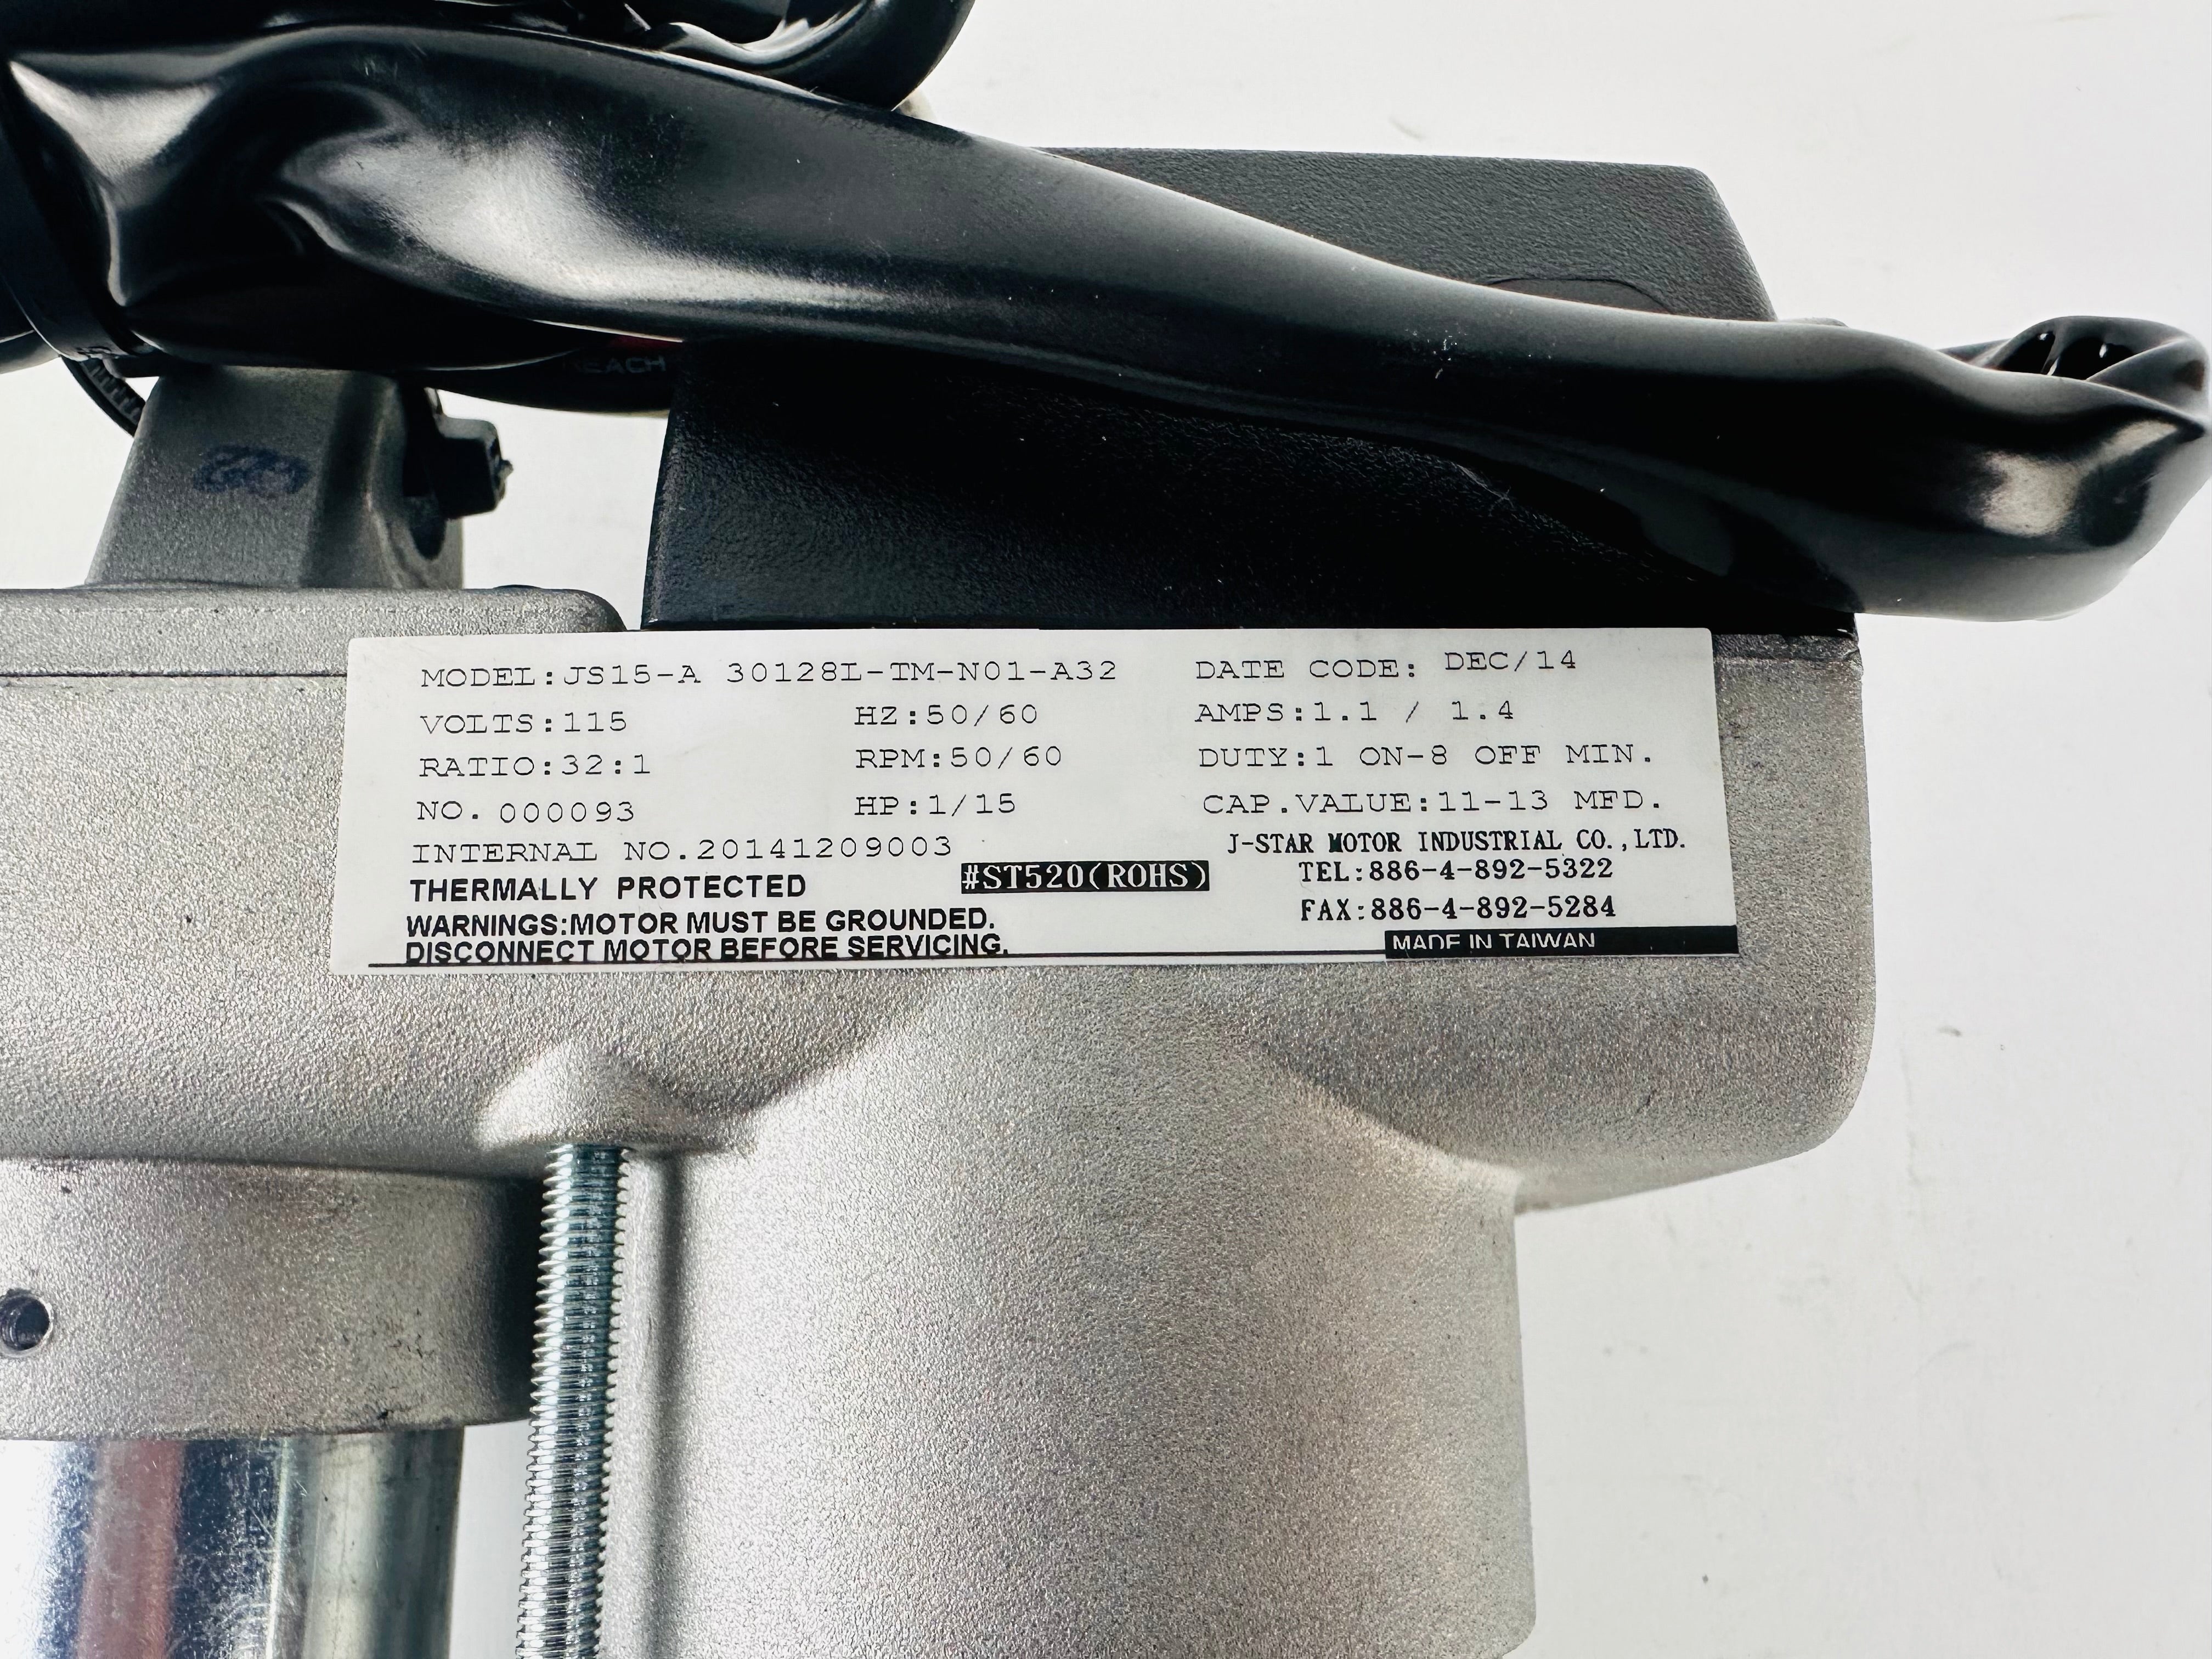 EACH
MODEL:JS15-A 30128L-TM-N01-A32 DATE CODE: DEC/14
VOLTS:115 HZ:50/60 AMPS:1.1 / 1.4
RATIO:32:1 RPM:50/60 DUTY:1 ON-8 OFF MIN.
NO. 000093 HP:1/15 CAP.VALUE:11-13 MFD.
INTERNAL NO.20141209003 J-STAR MOTOR INDUSTRIAL CO.,LTD.
THERMALLY PROTECTED #ST520(ROHS) TEL:886-4-892-5322
WARNINGS:MOTOR MUST BE GROUNDED. FAX:886-4-892-5284
DISCONNECT MOTOR BEFORE SERVICING. MADE IN TAIWAN